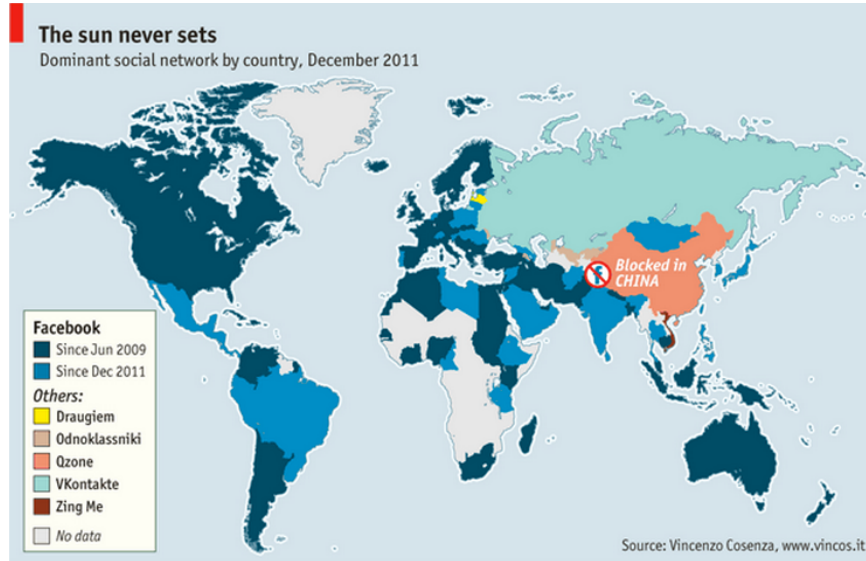 The sun never sets
Dominant social network by country, December 2011
f
Blocked in
CHINA
Facebook
Since Jun 2009
Since Dec 2011
Others:
Draugiem
Odnoklassniki
Qzone
VKontakte
Zing Me
No data
Source: Vincenzo Cosenza, www.vincos.it